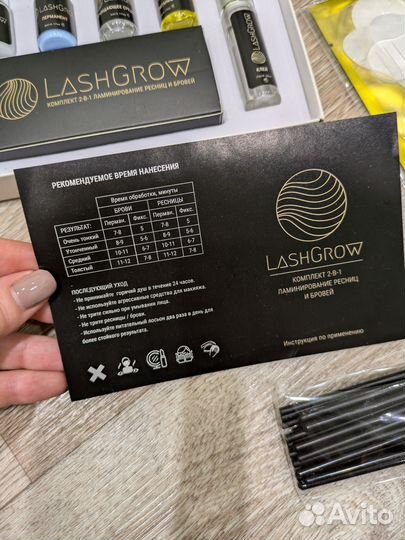 ПЕРМАНЕНТ
LASHGROW
КОМПЛЕКТ 2-В-1 ЛАМИНИРОВАНИЕ РЕСНИЦ И БРОВЕЙ
LASHGROW
КЛЕЙ
РЕКОМЕНДУЕМОЕ ВРЕМЯ НАНЕСЕНИЯ
Время обработки, минуты
БРОВИ РЕСНИЦЫ
РЕЗУЛЬТАТ: Перман. Фикс. Перман. Фикс.
Очень тонкий 7-8 5 7-8 5
Утонченный 8-9 5-6 8-9 5-6
Средний 10-11 6-7 10-11 6-7
Толстый 11-12 7-8 11-12 7-8
ПОСЛЕДУЮЩИЙ УХОД.
- Не принимайте горячий душ в течение 24 часов.
- Не используйте агрессивные средства для макияжа.
- Не трите сильно при умывании лица.
- Не трите ресницы / брови.
- Используйте питательный лосьон два раза в день для
более стойкого результата.
LASHGROW
КОМПЛЕКТ 2-В-1
ЛАМИНИРОВАНИЕ РЕСНИЦ
И БРОВЕЙ
Инструкция по применению
Avito